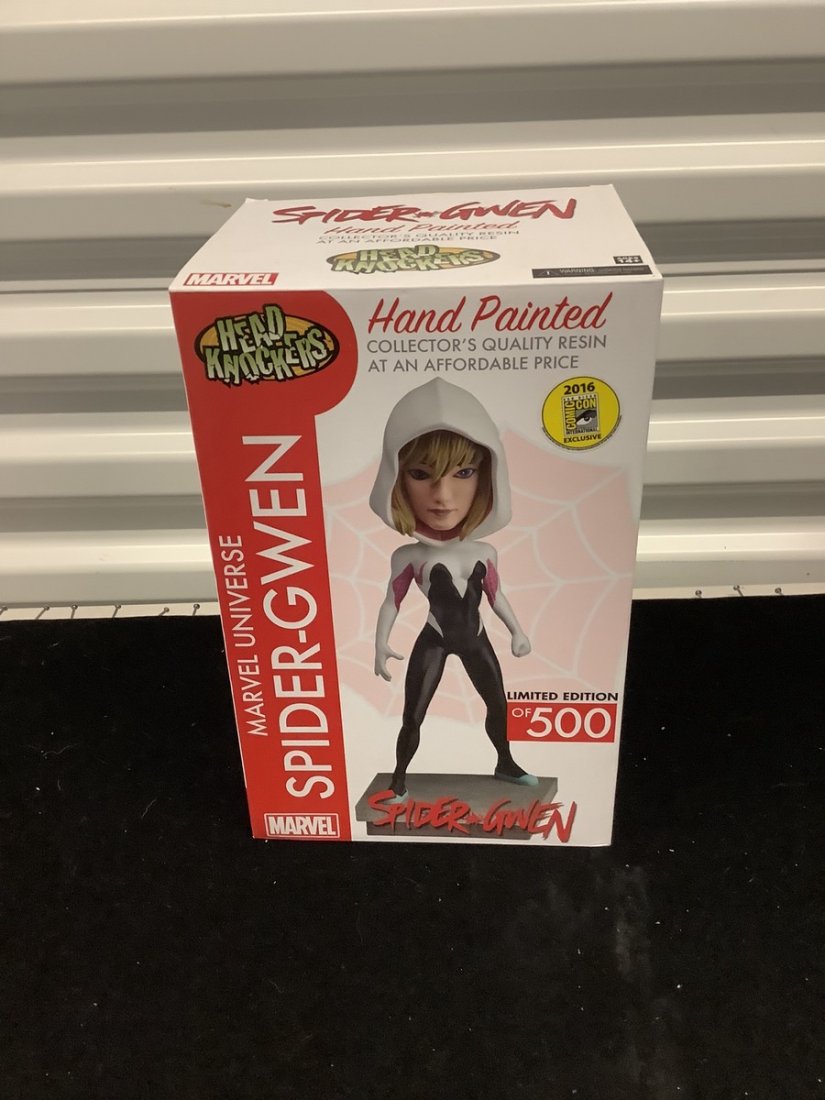 SPIDER-GWEN
Hand Painted
COLLECTOR'S QUALITY RESIN
AT AN AFFORDABLE PRICE
HEAD KNOCKERS
MARVEL
WARNING
AGES
14+
HEAD
KNOCKERS
Hand Painted
COLLECTOR'S QUALITY RESIN
AT AN AFFORDABLE PRICE
2016
COMIC CON
INTERNATIONAL
EXCLUSIVE
MARVEL UNIVERSE
SPIDER-GWEN
LIMITED EDITION
OF 500
SPIDER-GWEN
MARVEL